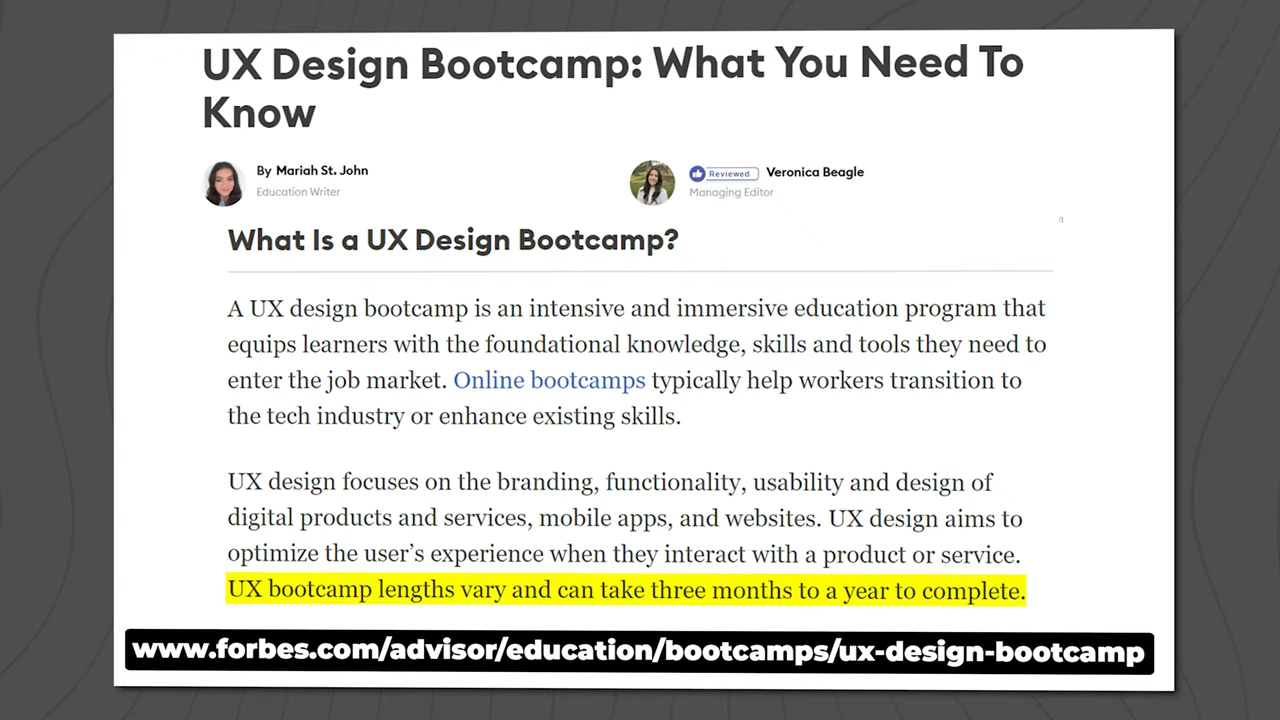 UX Design Bootcamp: What You Need To
Know
By Mariah St. John
Education Writer
Reviewed
Veronica Beagle
Managing Editor
n
What Is a UX Design Bootcamp?
A UX design bootcamp is an intensive and immersive education program that
equips learners with the foundational knowledge, skills and tools they need to
enter the job market. Online bootcamps typically help workers transition to
the tech industry or enhance existing skills.
UX design focuses on the branding, functionality, usability and design of
digital products and services, mobile apps, and websites. UX design aims to
optimize the user’s experience when they interact with a product or service.
UX bootcamp lengths vary and can take three months to a year to complete.
www.forbes.com/advisor/education/bootcamps/ux-design-bootcamp